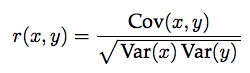 r(x, y) = Cov(x, y) / √(Var(x) Var(y))